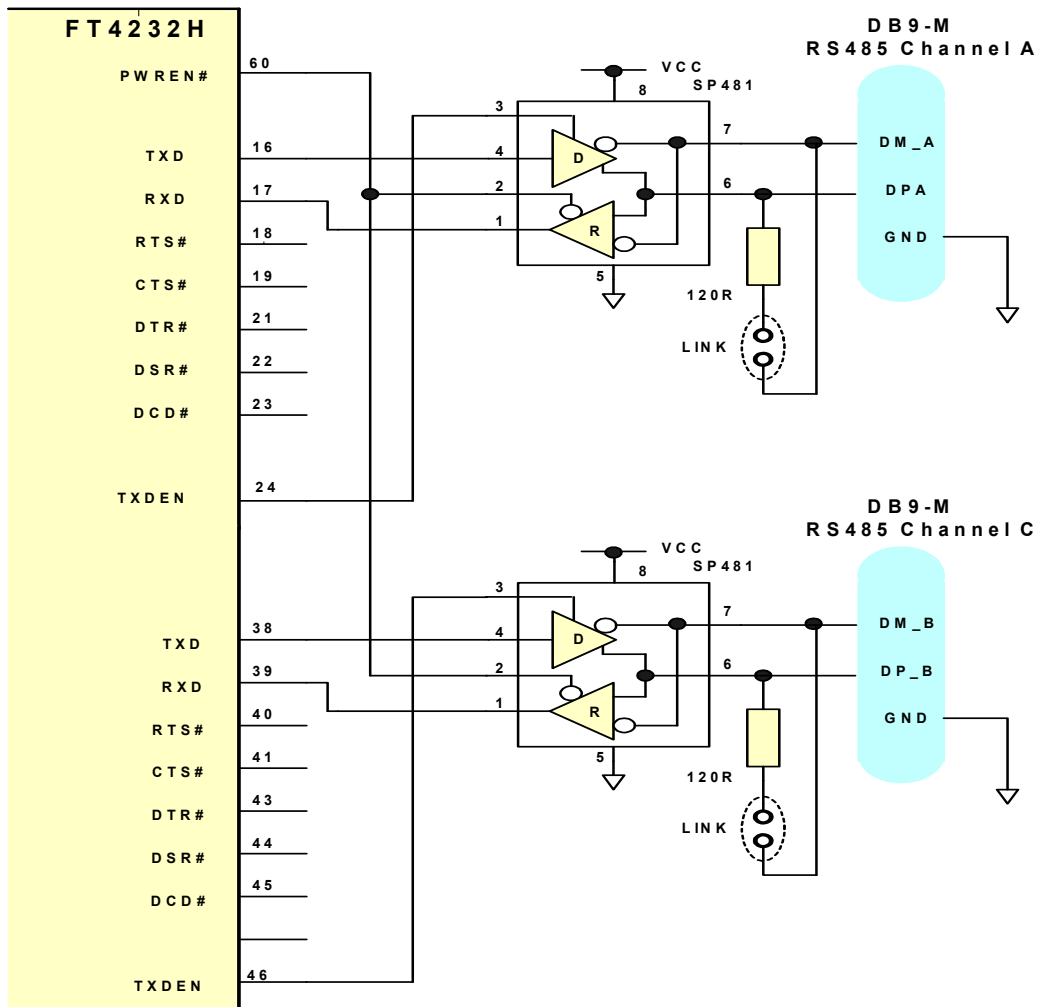 FT4232H
DB9-M
RS485 Channel A
PWREN#
60
VCC
SP481
8
3
7
DM_A
TXD
16
4
D
2
6
DPA
RXD
17
1
R
GND
RTS#
18
5
CTS#
19
120R
DTR#
21
LINK
DSR#
22
DCD#
23
TXDEN
24
DB9-M
RS485 Channel C
VCC
SP481
8
3
7
DM_B
TXD
38
4
D
2
6
DP_B
RXD
39
1
R
GND
RTS#
40
5
CTS#
41
120R
DTR#
43
LINK
DSR#
44
DCD#
45
TXDEN
46